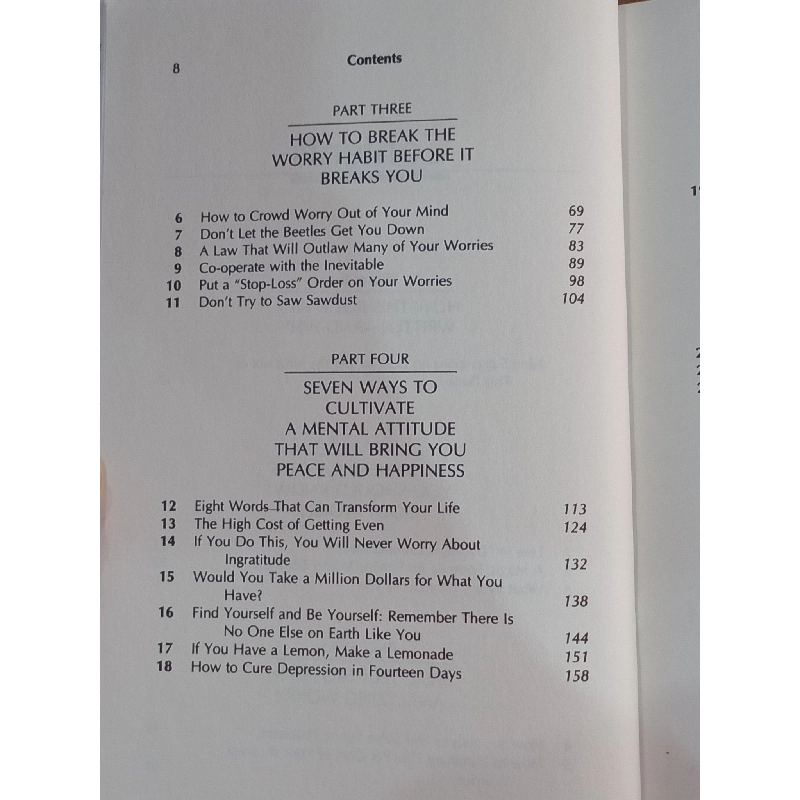 8
Contents
PART THREE
HOW TO BREAK THE
WORRY HABIT BEFORE IT
BREAKS YOU
6 How to Crowd Worry Out of Your Mind 69
7 Don't Let the Beetles Get You Down 77
8 A Law That Will Outlaw Many of Your Worries 83
9 Co-operate with the Inevitable 89
10 Put a "Stop-Loss" Order on Your Worries 98
11 Don't Try to Saw Sawdust 104
PART FOUR
SEVEN WAYS TO
CULTIVATE
A MENTAL ATTITUDE
THAT WILL BRING YOU
PEACE AND HAPPINESS
12 Eight Words That Can Transform Your Life 113
13 The High Cost of Getting Even 124
14 If You Do This, You Will Never Worry About
Ingratitude 132
15 Would You Take a Million Dollars for What You
Have? 138
16 Find Yourself and Be Yourself: Remember There Is
No One Else on Earth Like You 144
17 If You Have a Lemon, Make a Lemonade 151
18 How to Cure Depression in Fourteen Days 158